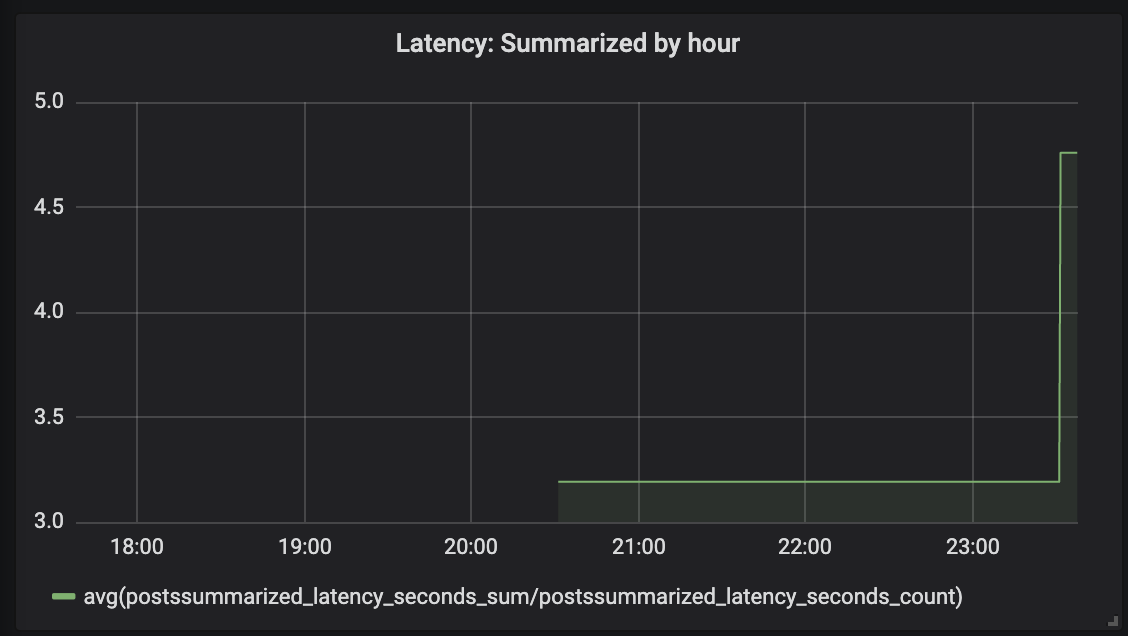 Latency: Summarized by hour
5.0
4.5
4.0
3.5
3.0
18:00 19:00 20:00 21:00 22:00 23:00
avg(postssummarized_latency_seconds_sum/postssummarized_latency_seconds_count)